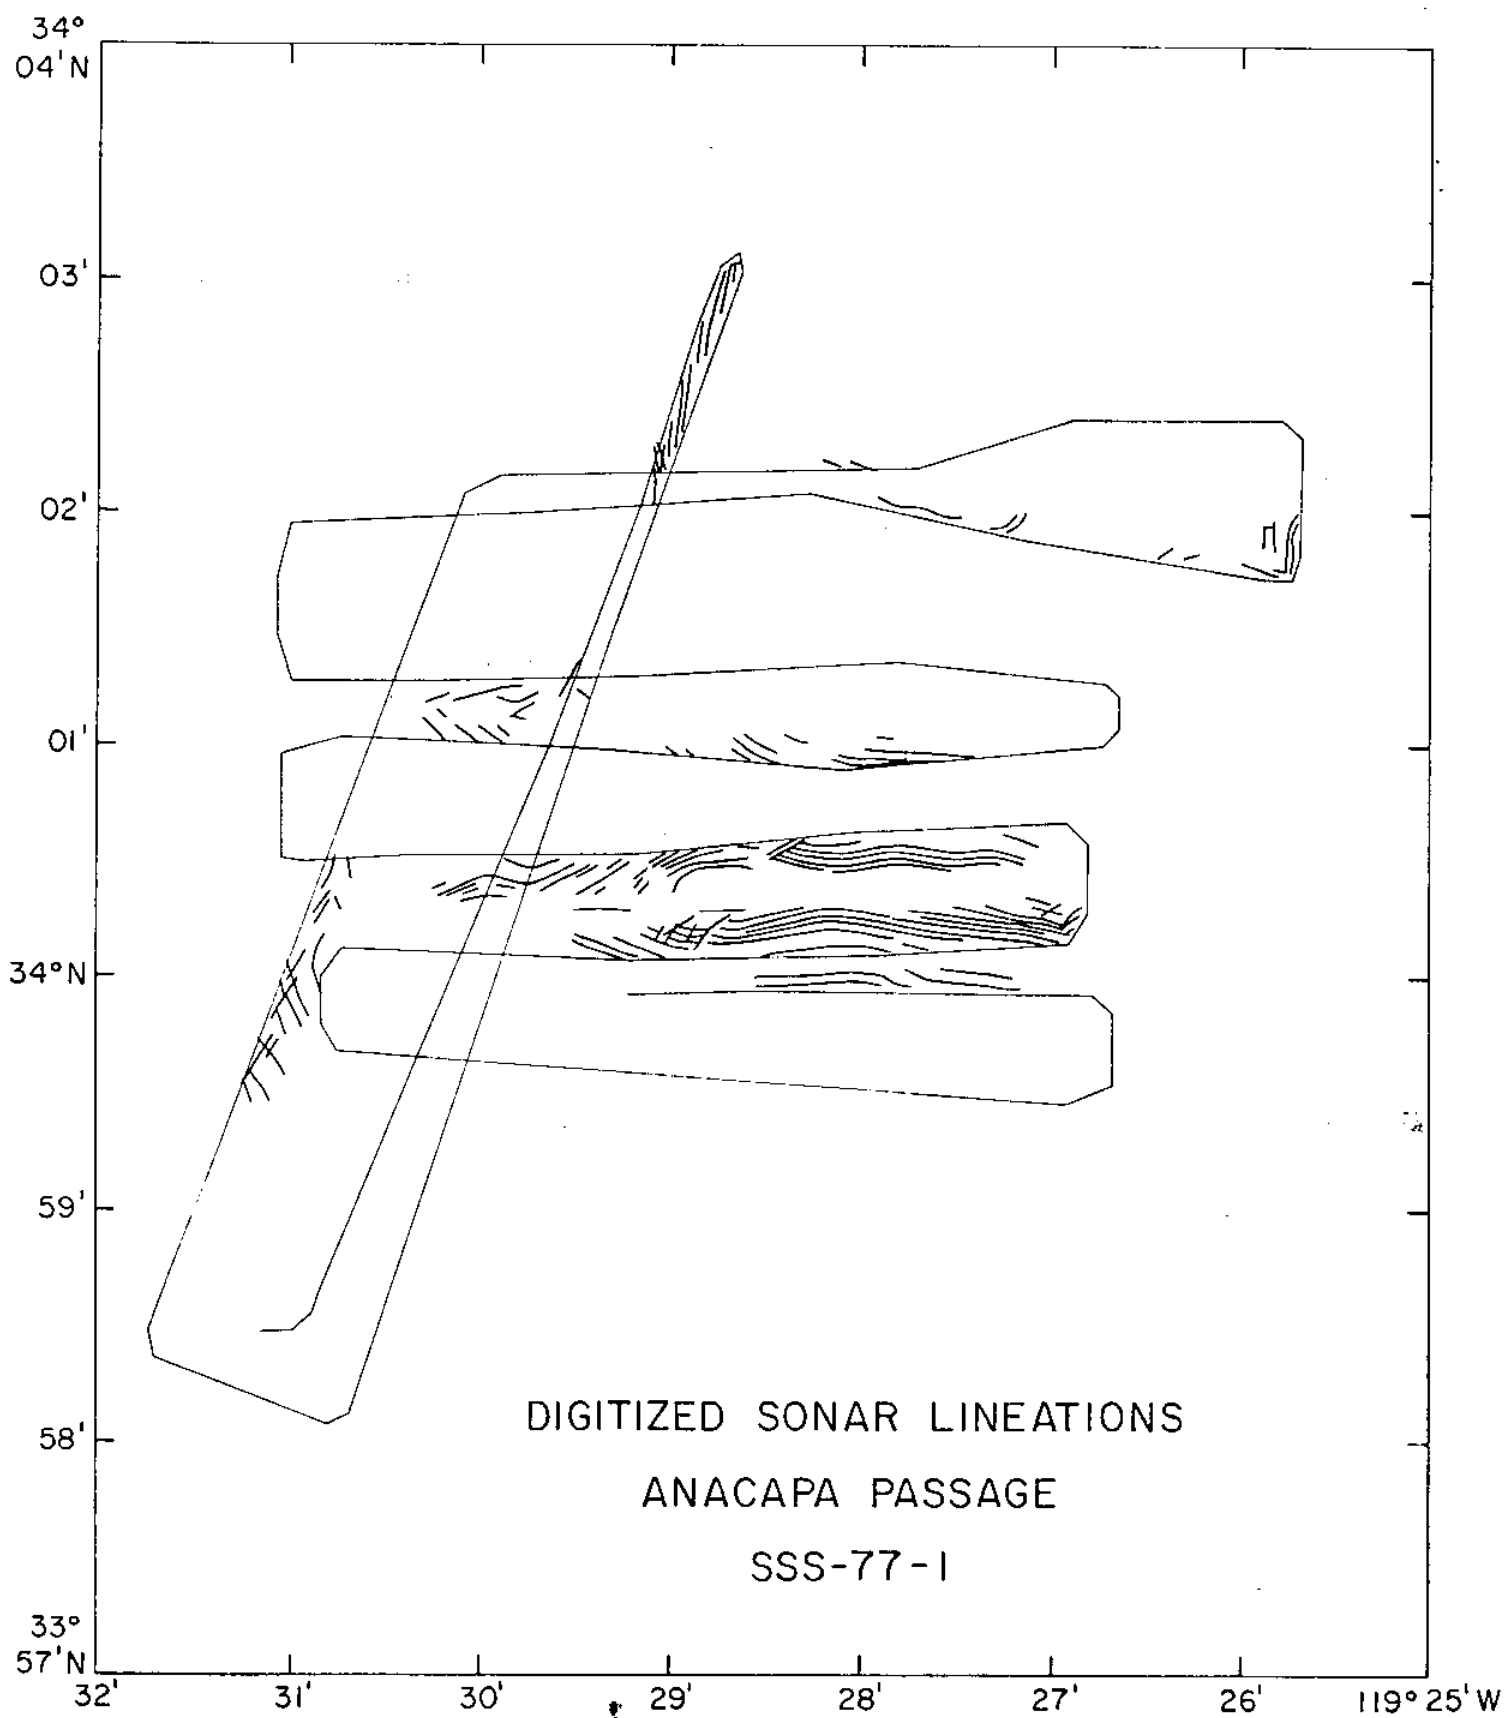 34°
04'N
03'
02'
01'
34°N
59'
58'
33°
57'N
32' 31' 30' 29' 28' 27' 26' 119°25'W
DIGITIZED SONAR LINEATIONS
ANACAPA PASSAGE
SSS-77-1